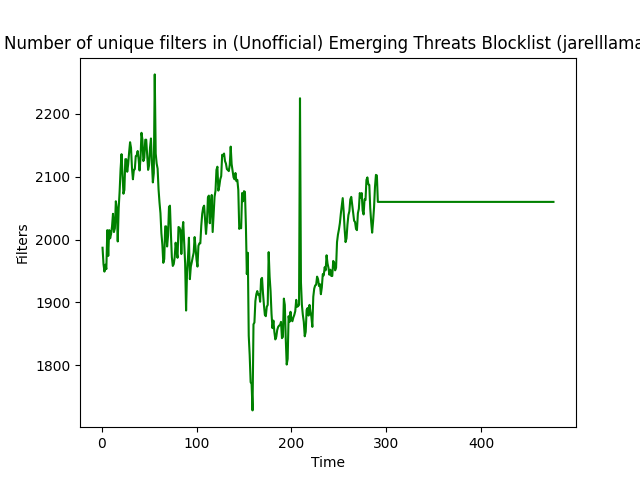 Number of unique filters in (Unofficial) Emerging Threats Blocklist (jarelllama
2200
2100
2000
1900
1800
Filters
0 100 200 300 400
Time